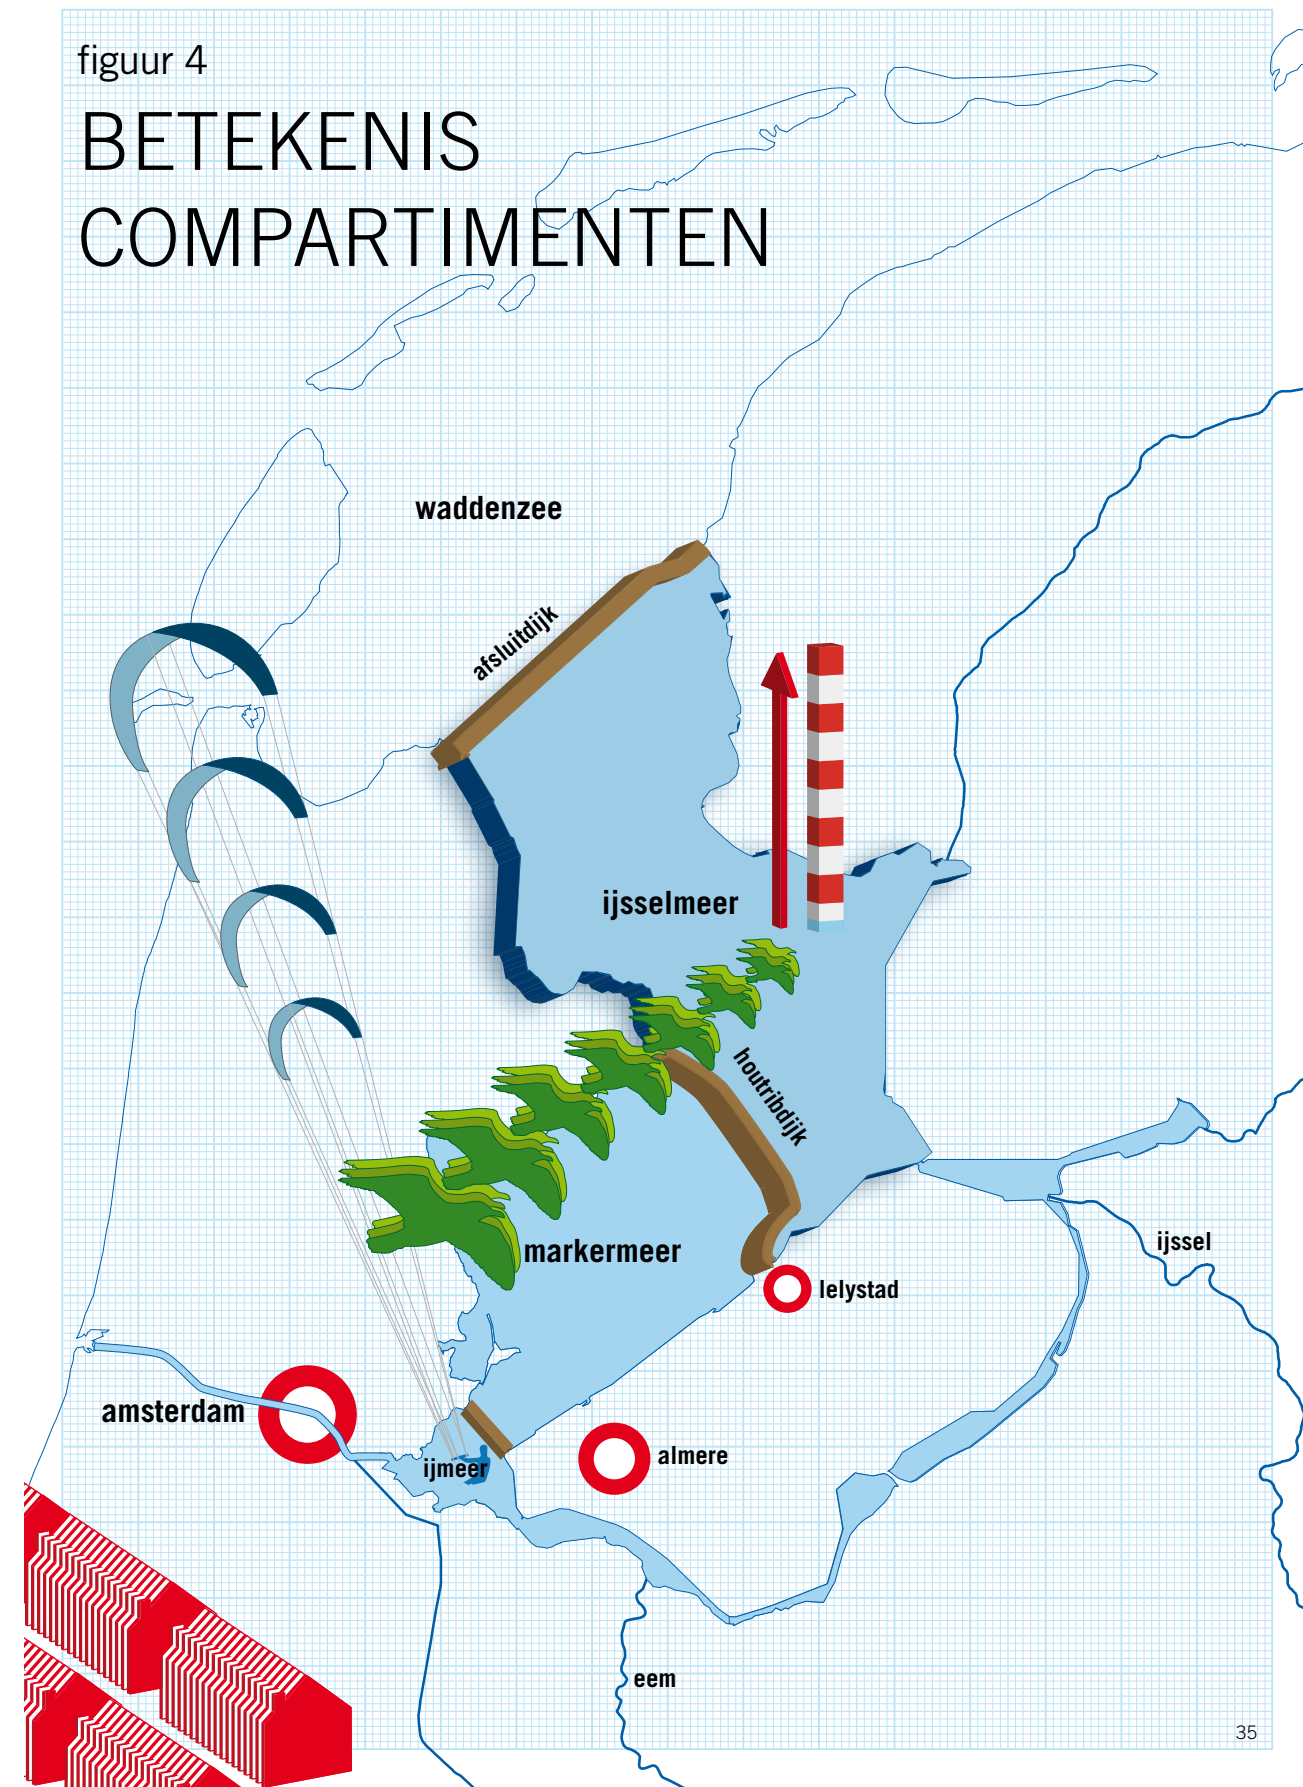 figuur 4
BETEKENIS
COMPARTIMENTEN
waddenzee
afsluitdijk
ijsselmeer
houtribdijk
markermeer
ijssel
lelystad
amsterdam
almere
ijmeer
eem
35